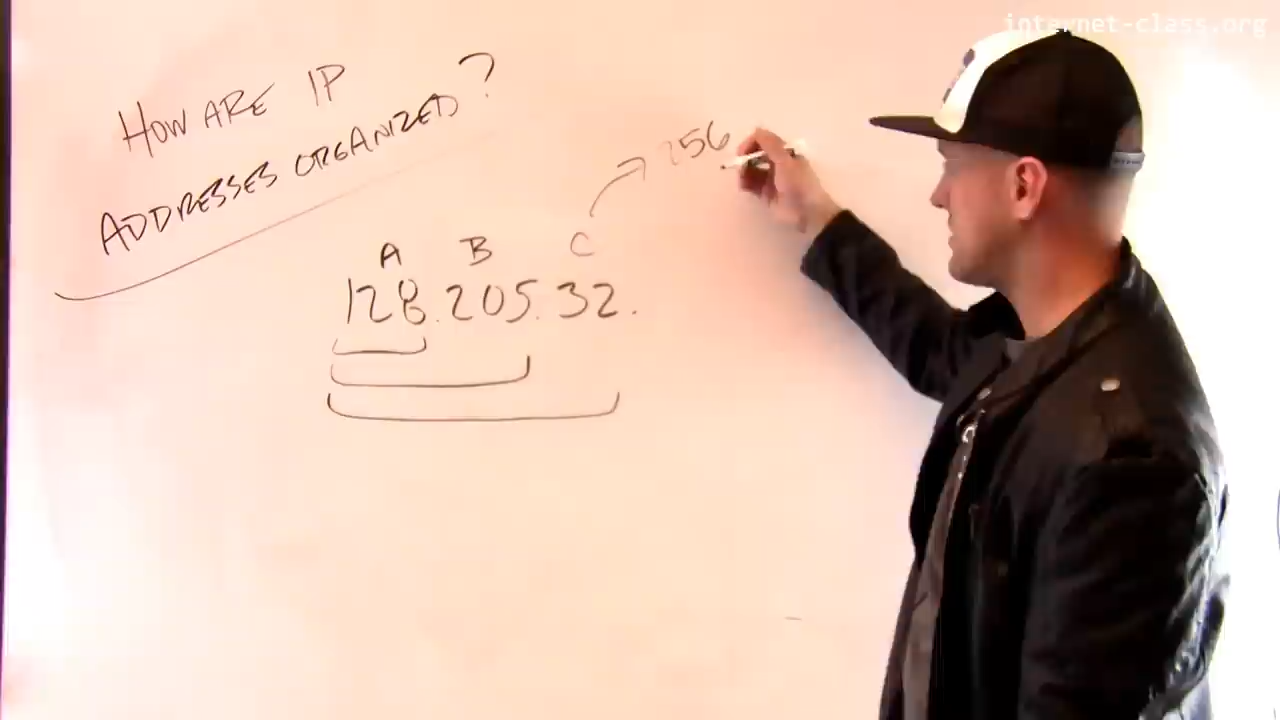 internet-class.org
HOW ARE IP
ADDRESSES ORGANIZED?
256
A B C
128.205.32.